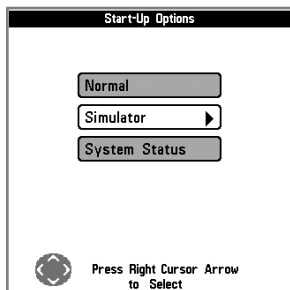 Start-Up Options
Normal
Simulator
System Status
Press Right Cursor Arrow
to Select